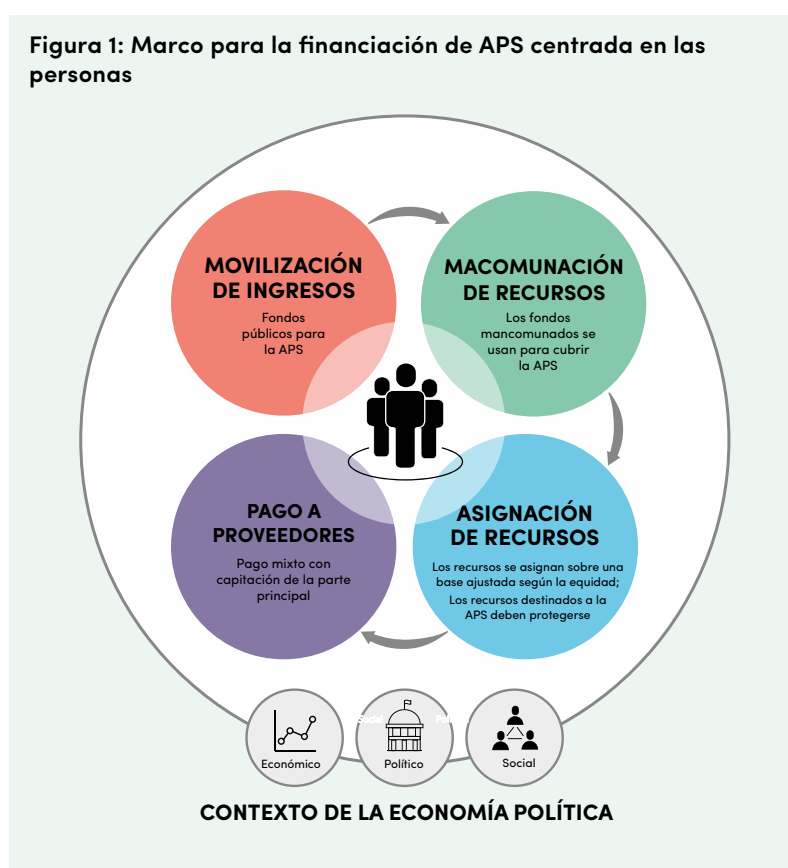 Figura 1: Marco para la financiación de APS centrada en las
personas
MOVILIZACIÓN
DE INGRESOS
Fondos
públicos para
la APS
MACOMUNACIÓN
DE RECURSOS
Los fondos
mancomunados se
usan para cubrir
la APS
PAGO A
PROVEEDORES
Pago mixto con
capitación de la parte
principal
ASIGNACIÓN
DE RECURSOS
Los recursos se asignan sobre una
base ajustada según la equidad;
Los recursos destinados a la
APS deben protegerse
Social
Económico
Político
Social
CONTEXTO DE LA ECONOMÍA POLÍTICA